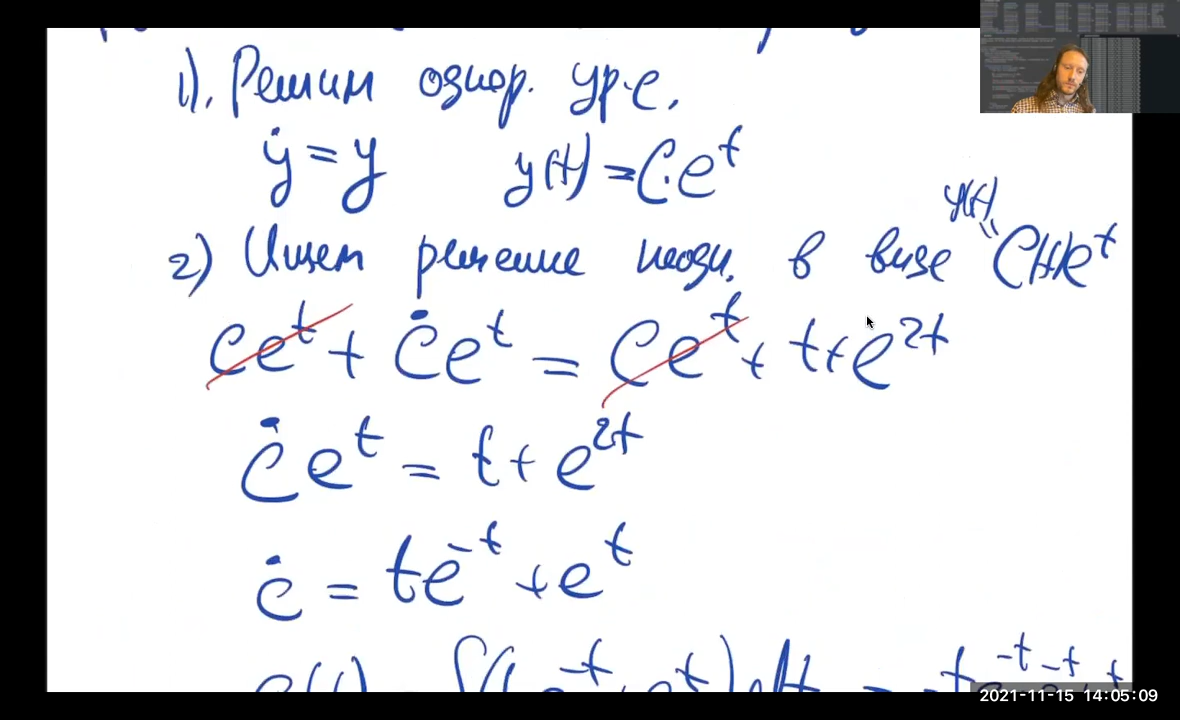 1). Решим однор. ур-е.
ẏ = y y(t) = C·e^t
2) Ищем решение неодн. в виде y(t) = C(t)e^t
Ce^t + Ċe^t = Ce^t + t + e^{2t}
Ċe^t = t + e^{2t}
Ċ = te^{-t} + e^t
2021-11-15 14:05:09